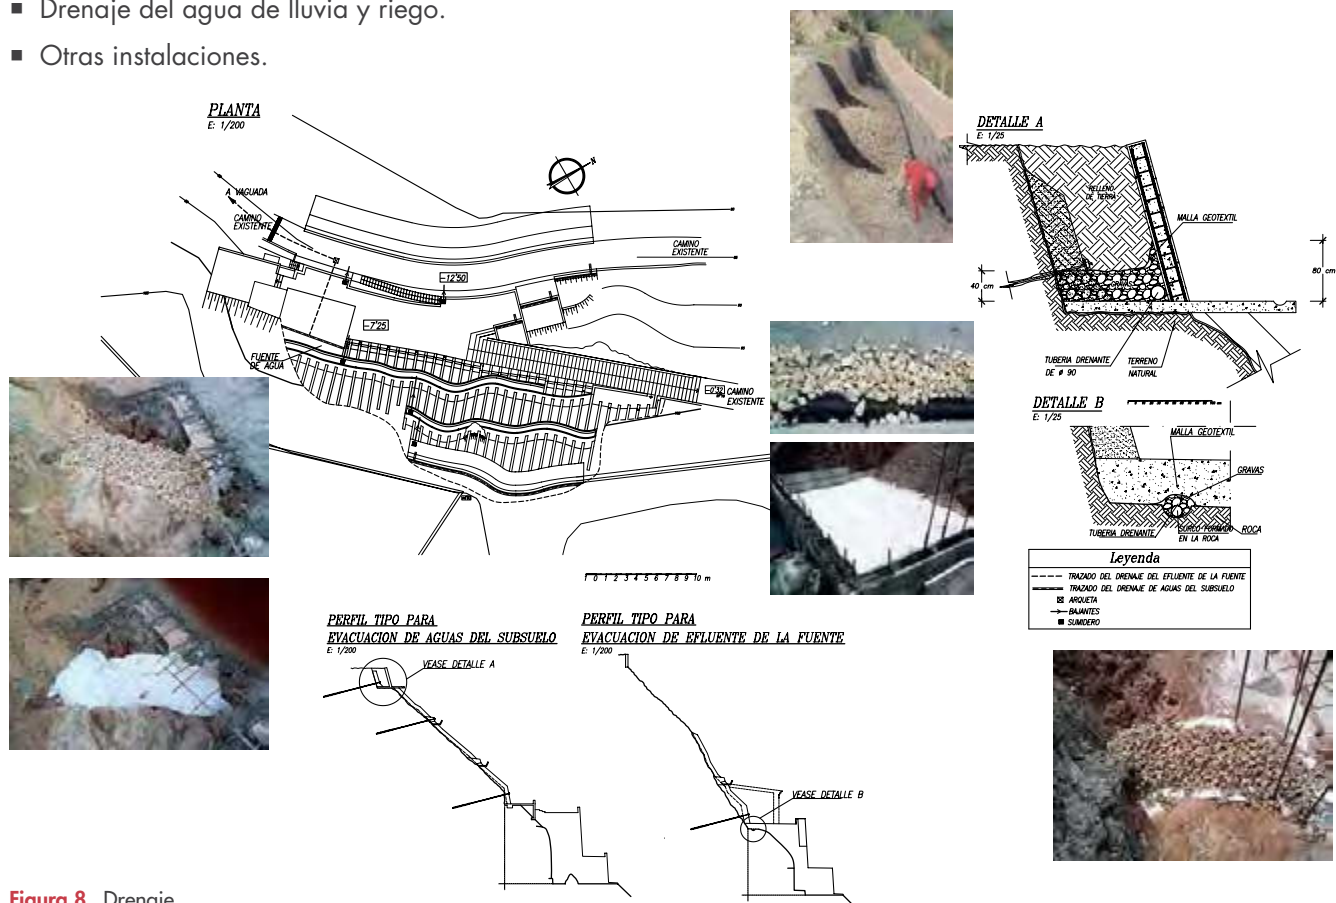 ▪ Drenaje del agua de lluvia y riego.
▪ Otras instalaciones.
PLANTA
E: 1/200
A VAGUADA
CAMINO
EXISTENTE
N
CAMINO
EXISTENTE
-12'50
-7'25
FUENTE
DE AGUA
CAMINO
EXISTENTE
1 0 1 2 3 4 5 6 7 8 9 10 m
DETALLE A
E: 1/25
RELLENO
DE TIERRA
MALLA GEOTEXTIL
GRAVAS
40 cm
80 cm
TUBERIA DRENANTE
DE ø 90
TERRENO
NATURAL
DETALLE B
E: 1/25
MALLA GEOTEXTIL
GRAVAS
TUBERIA DRENANTE
SURCO FORMADO
EN LA ROCA
ROCA
Leyenda
TRAZADO DEL DRENAJE DEL EFLUENTE DE LA FUENTE
TRAZADO DEL DRENAJE DE AGUAS DEL SUBSUELO
ARQUETA
BAJANTES
SUMIDERO
PERFIL TIPO PARA
EVACUACION DE AGUAS DEL SUBSUELO
E: 1/200
VEASE DETALLE A
PERFIL TIPO PARA
EVACUACION DE EFLUENTE DE LA FUENTE
E: 1/200
VEASE DETALLE B
Figura 8. Drenaje